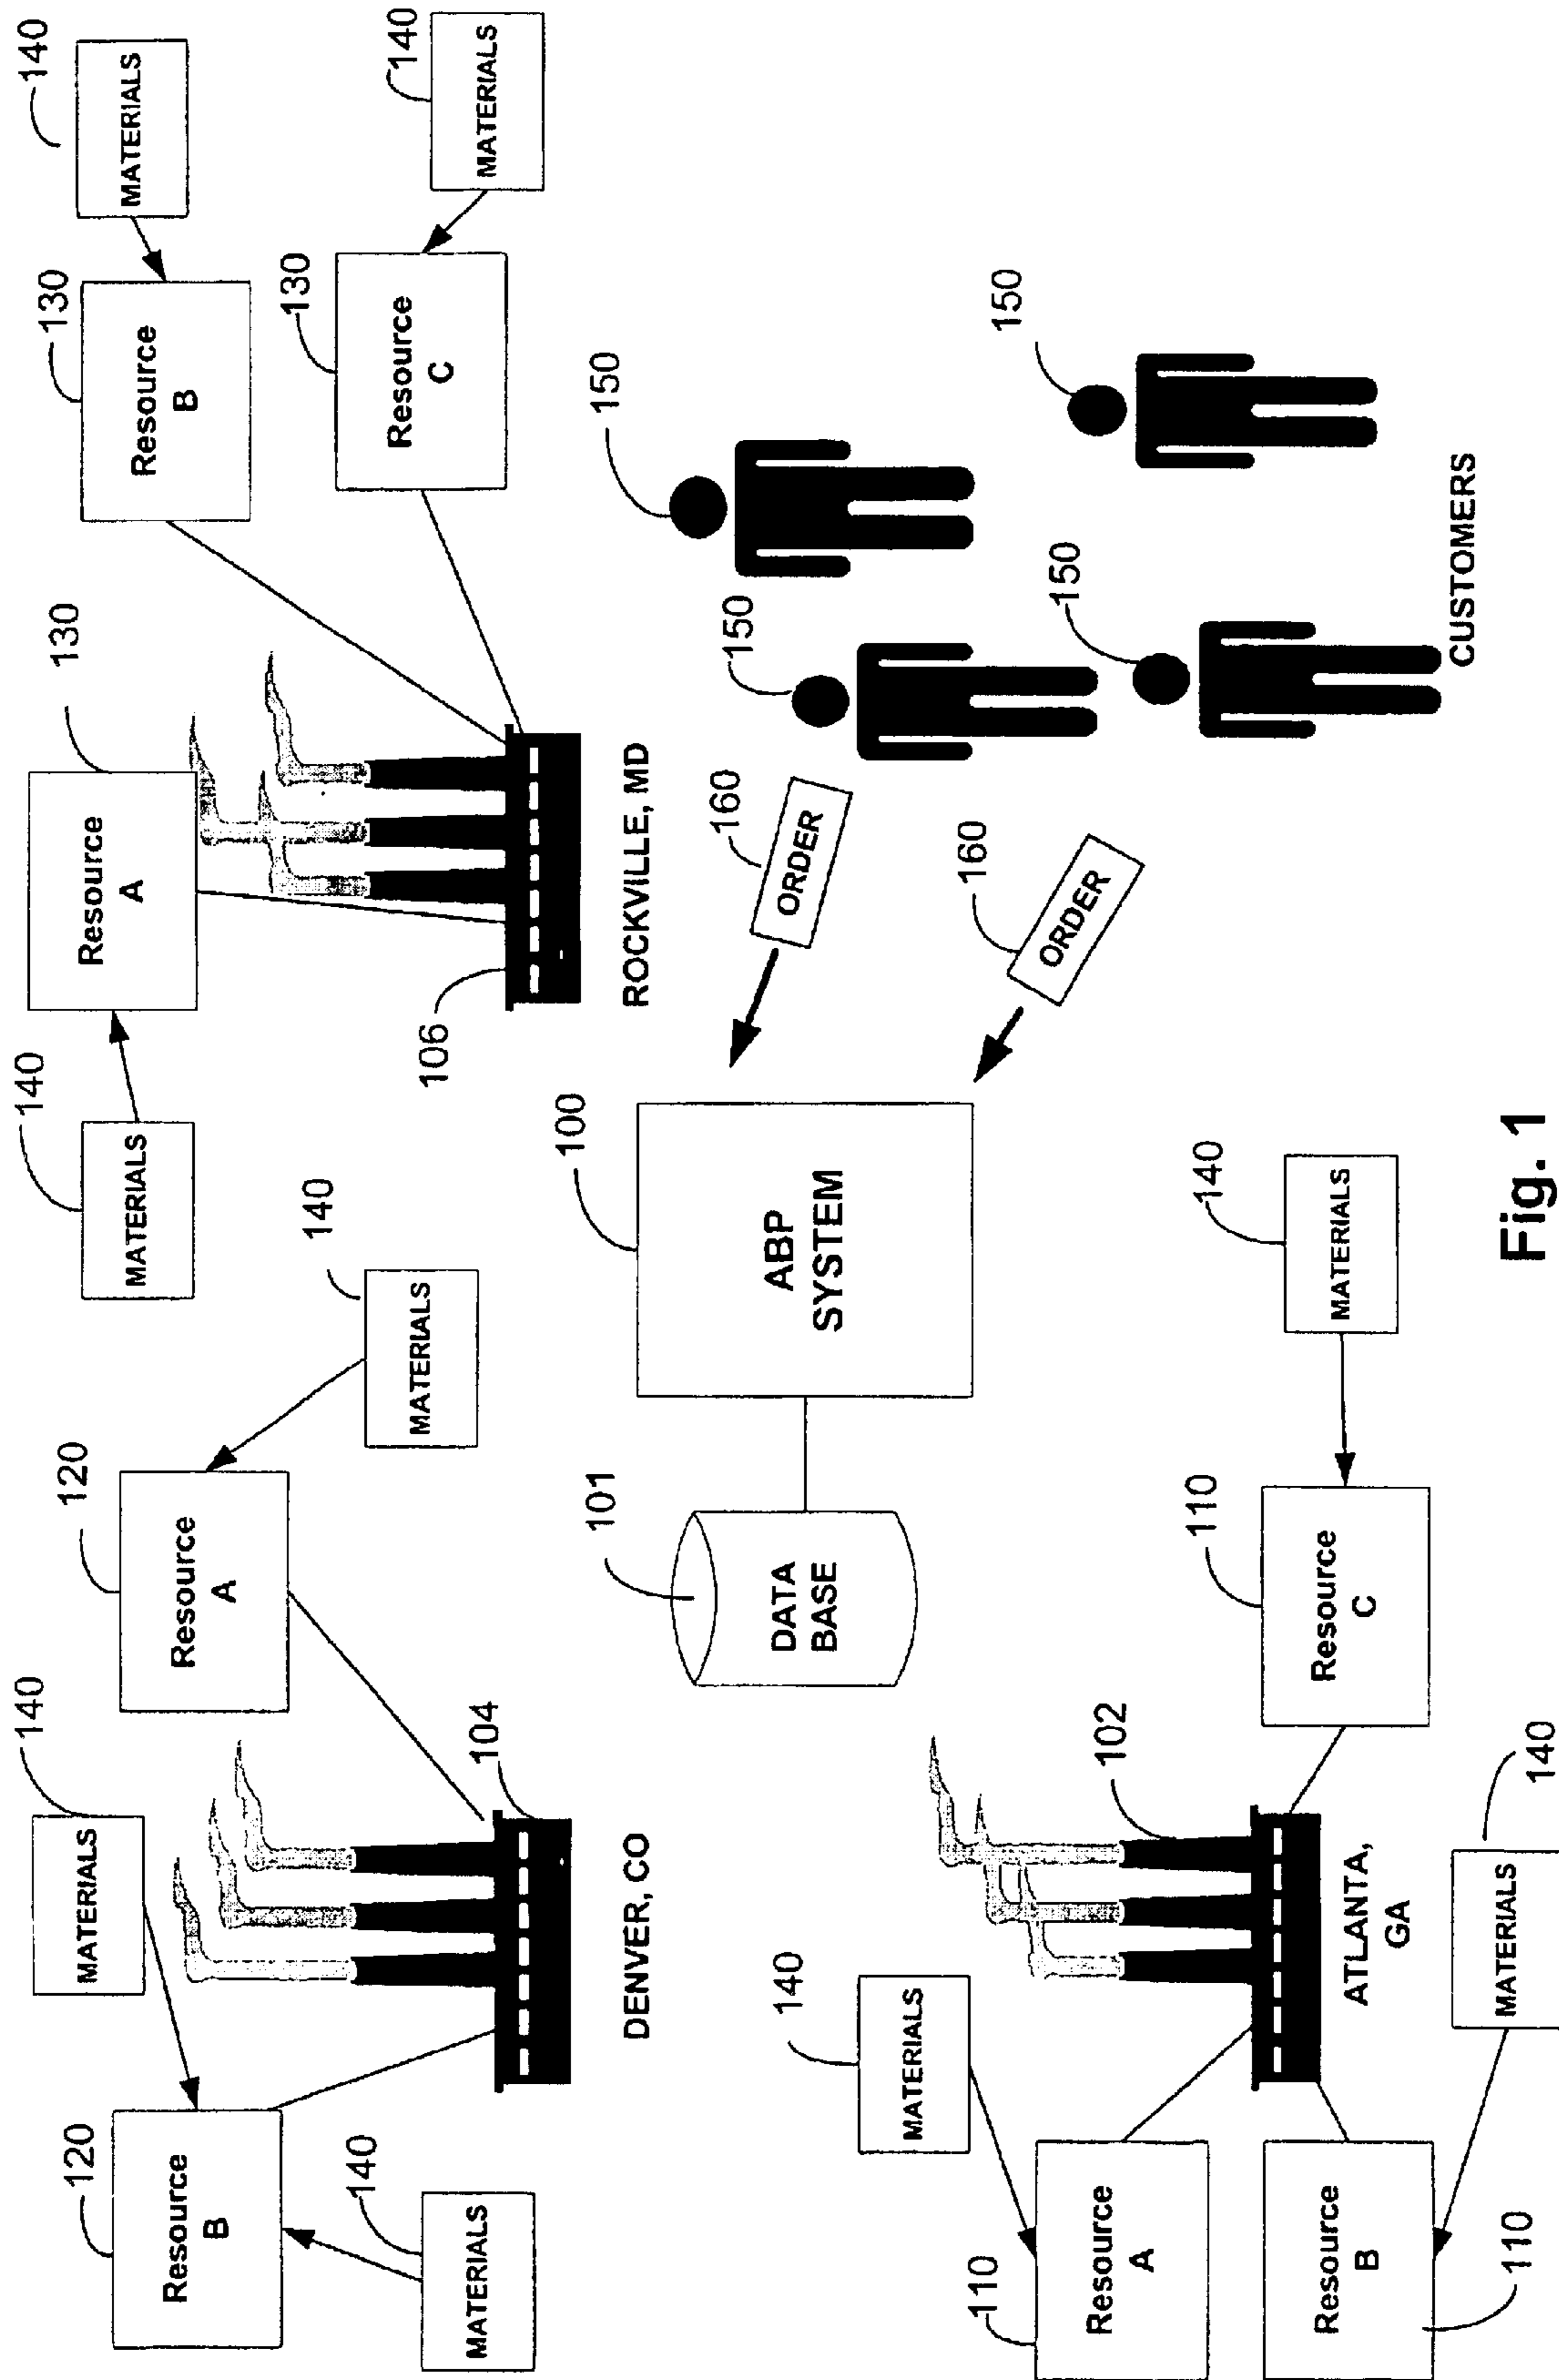 120
Resource
B
140
MATERIALS
140
MATERIALS
120
Resource
A
140
MATERIALS
104
DENVER, CO
140
MATERIALS
130
Resource
A
130
Resource
B
140
MATERIALS
130
Resource
C
140
MATERIALS
106
ROCKVILLE, MD
101
DATA
BASE
100
ABP
SYSTEM
160
ORDER
160
ORDER
150
150
150
150
CUSTOMERS
140
MATERIALS
110
Resource
A
110
Resource
B
140
MATERIALS
102
ATLANTA,
GA
110
Resource
C
140
MATERIALS
Fig. 1